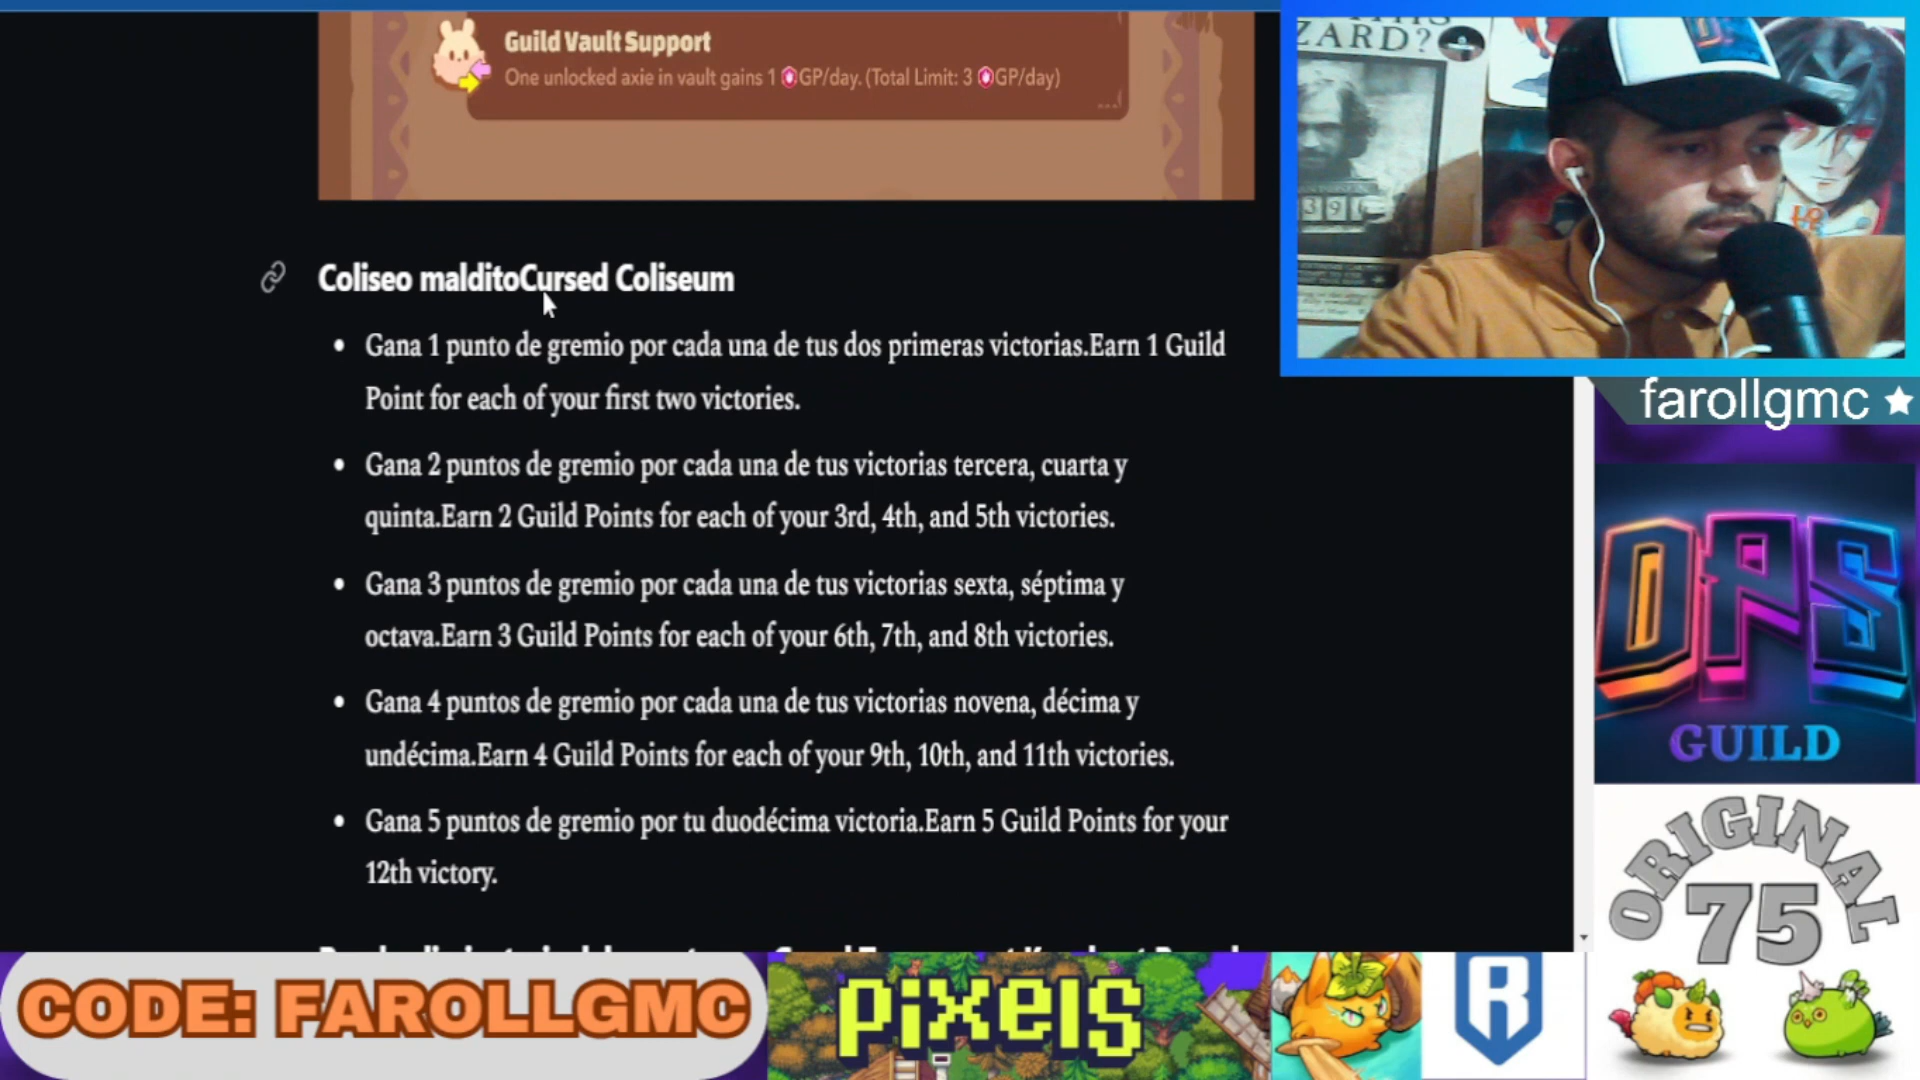 Guild Vault Support
One unlocked axie in vault gains 1 GP/day. (Total Limit: 3 GP/day)
ZARD?
Coliseo malditoCursed Coliseum
Gana 1 punto de gremio por cada una de tus dos primeras victorias.Earn 1 Guild
Point for each of your first two victories.
Gana 2 puntos de gremio por cada una de tus victorias tercera, cuarta y
quinta.Earn 2 Guild Points for each of your 3rd, 4th, and 5th victories.
Gana 3 puntos de gremio por cada una de tus victorias sexta, séptima y
octava.Earn 3 Guild Points for each of your 6th, 7th, and 8th victories.
Gana 4 puntos de gremio por cada una de tus victorias novena, décima y
undécima.Earn 4 Guild Points for each of your 9th, 10th, and 11th victories.
Gana 5 puntos de gremio por tu duodécima victoria.Earn 5 Guild Points for your
12th victory.
farollgmc
DPS
GUILD
ORIGINAL
75
CODE: FAROLLGMC
PIXELS
R